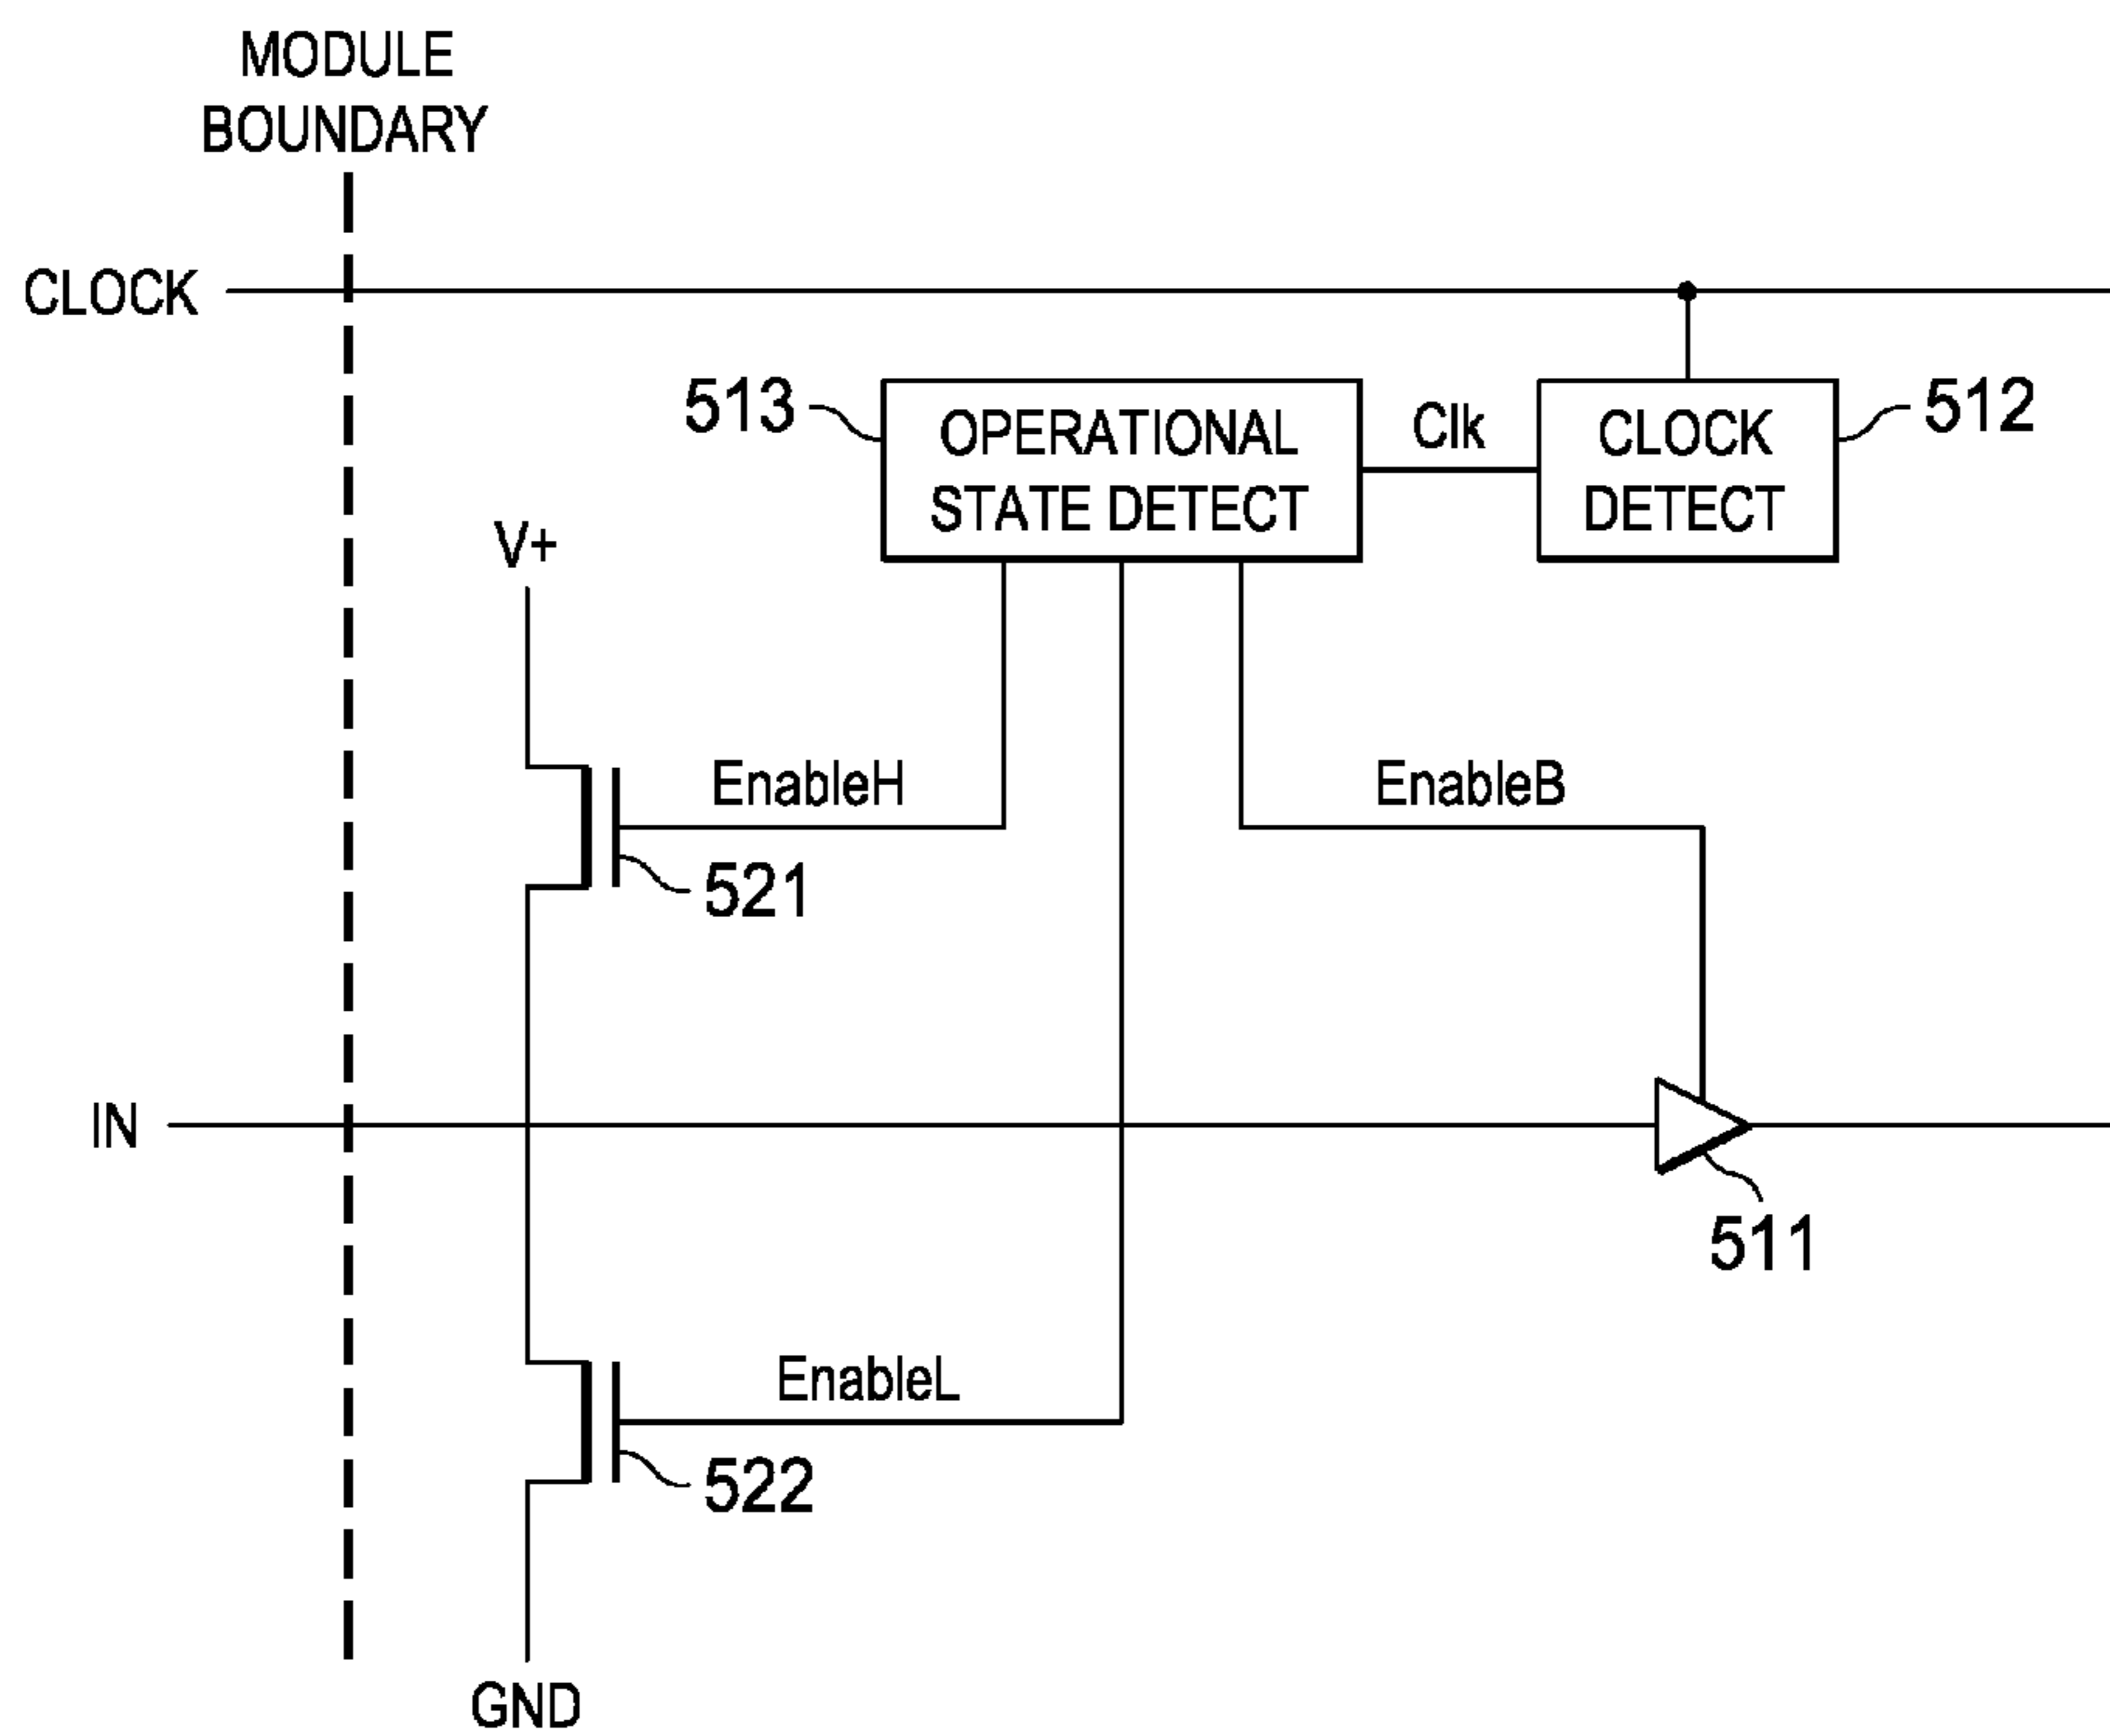 MODULE
BOUNDARY
CLOCK
513
OPERATIONAL
STATE DETECT
Clk
CLOCK
DETECT
512
V+
EnableH
EnableB
521
IN
511
EnableL
522
GND